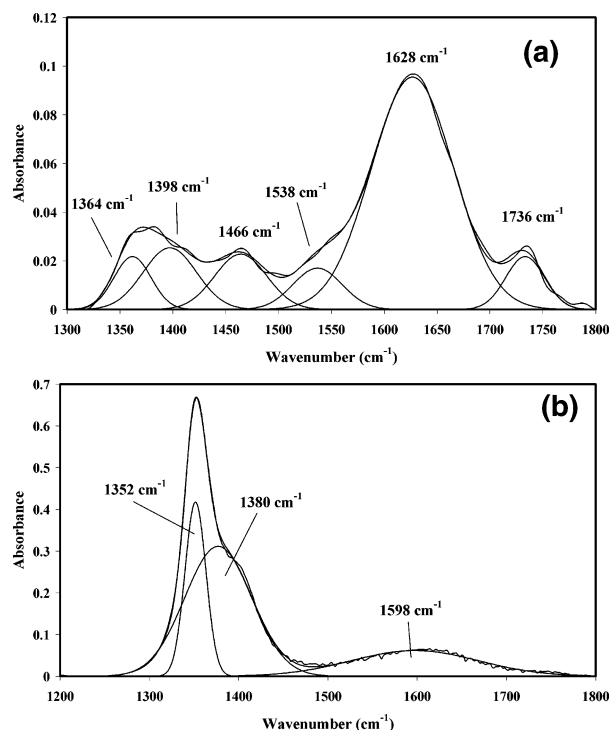 (a)
0.12
0.1
0.08
0.06
0.04
0.02
0
Absorbance
1364 cm⁻¹
1398 cm⁻¹
1466 cm⁻¹
1538 cm⁻¹
1628 cm⁻¹
1736 cm⁻¹
1300 1350 1400 1450 1500 1550 1600 1650 1700 1750 1800
Wavenumber (cm⁻¹)
(b)
0.7
0.6
0.5
0.4
0.3
0.2
0.1
0
Absorbance
1352 cm⁻¹
1380 cm⁻¹
1598 cm⁻¹
1200 1300 1400 1500 1600 1700 1800
Wavenumber (cm⁻¹)